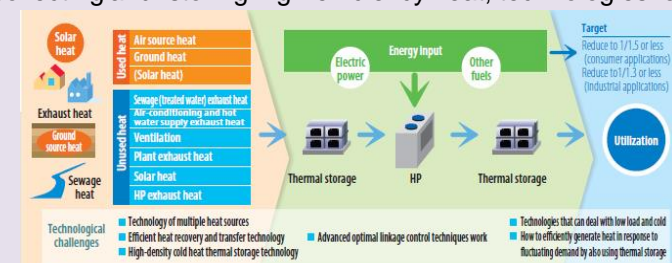 Solar
heat
Exhaust heat
Ground
source heat
Sewage
heat
Used heat
Air source heat
Ground heat
(Solar heat)
Unused heat
Sewage (treated water) exhaust heat
Air-conditioning and hot
water supply exhaust heat
Ventilation
Plant exhaust heat
Solar heat
HP exhaust heat
Energy input
Electric
power
Other
fuels
Thermal storage
HP
Thermal storage
Target
Reduce to 1/1.5 or less
(consumer applications)
Reduce to1/1.3 or less
(industrial applications)
Utilization
Technological
challenges
■ Technology of multiple heat sources
■ Efficient heat recovery and transfer technology
■ High-density cold heat thermal storage technology
■ Advanced optimal linkage control techniques work
■ Technologies that can deal with low load and cold
■ How to efficiently generate heat in response to
fluctuating demand by also using thermal storage